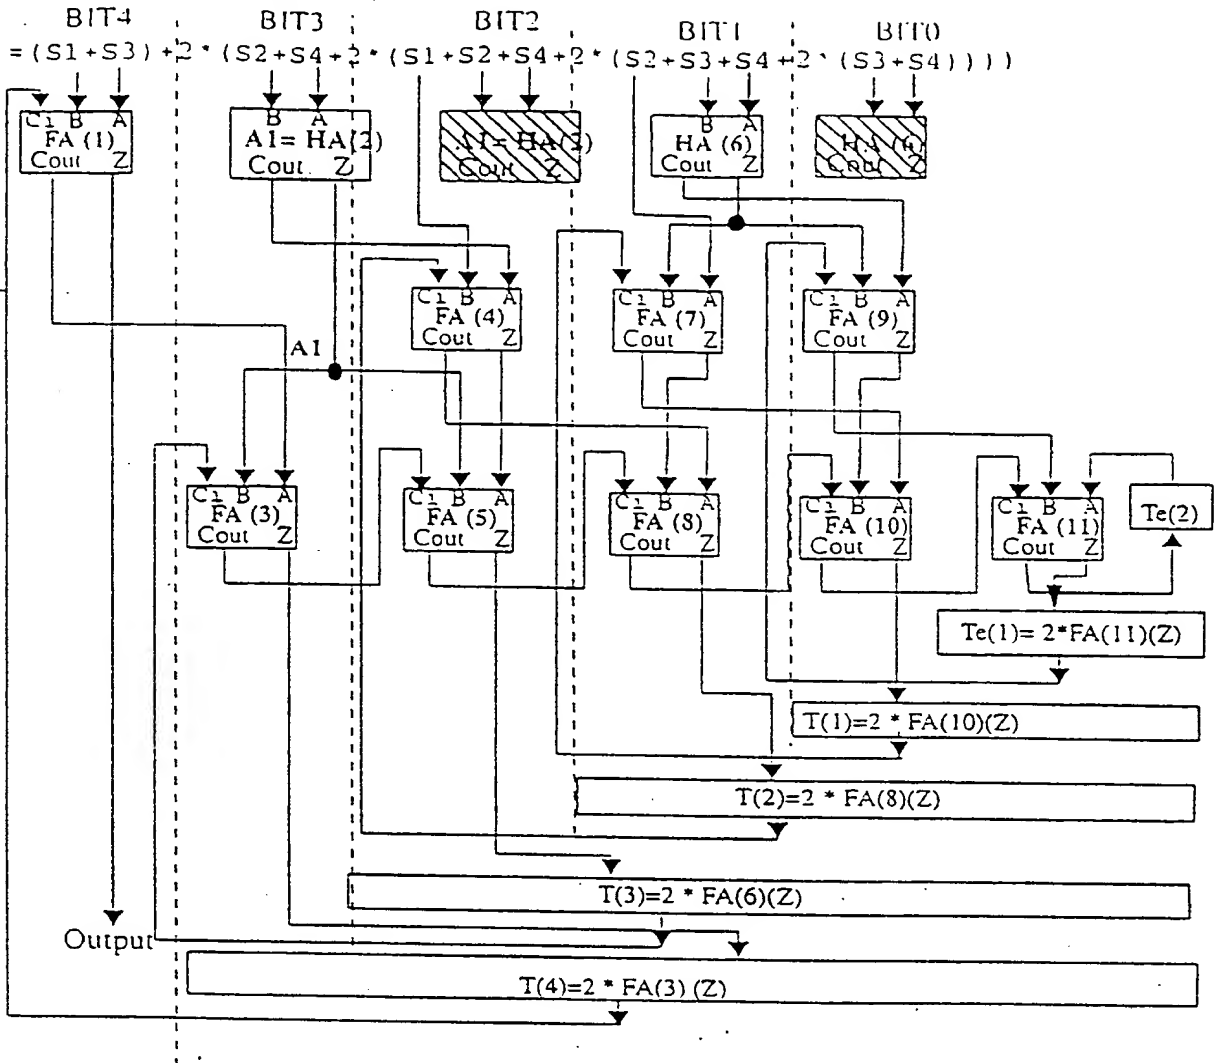 BIT4 BIT3 BIT2 BIT1 BIT0
=(S1+S3)+2*(S2+S4+2*(S1+S2+S4+2*(S2+S3+S4+2*(S3+S4))))
Ci B A
FA (1)
Cout Z
B A
A1= HA(2)
Cout Z
A1= HA(2)
Cout Z
B A
HA (6)
Cout Z
Cout Z
Ci B A
FA (4)
Cout Z
Ci B A
FA (7)
Cout Z
Ci B A
FA (9)
Cout Z
A1
Ci B A
FA (3)
Cout Z
Ci B A
FA (5)
Cout Z
Ci B A
FA (8)
Cout Z
Ci B A
FA (10)
Cout Z
Ci B A
FA (11)
Cout Z
Te(2)
Te(1)= 2*FA(11)(Z)
T(1)=2 * FA(10)(Z)
T(2)=2 * FA(8)(Z)
T(3)=2 * FA(6)(Z)
Output
T(4)=2 * FA(3) (Z)